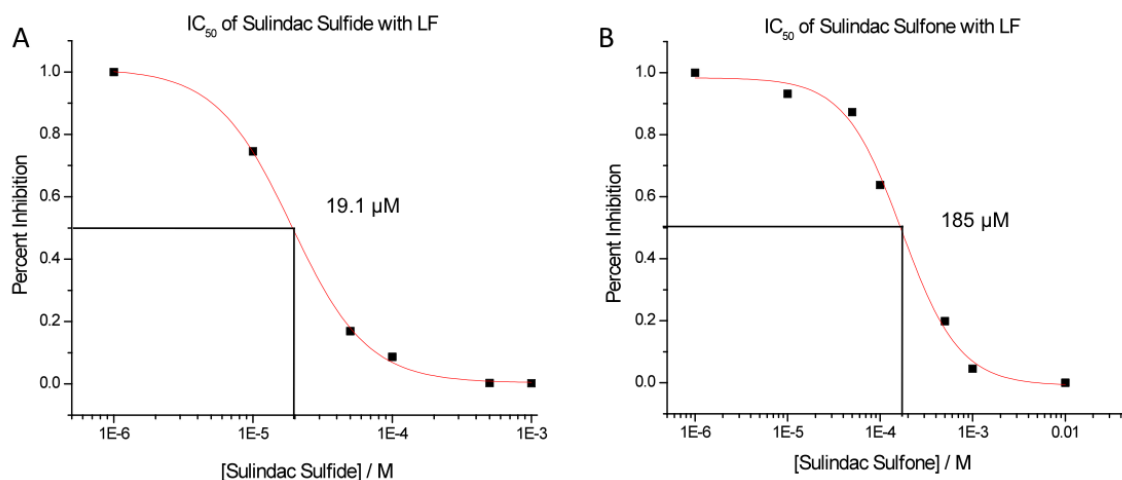 A
IC50 of Sulindac Sulfide with LF
Percent Inhibition
1.0
0.8
0.6
0.4
0.2
0.0
19.1 µM
1E-6
1E-5
1E-4
1E-3
[Sulindac Sulfide] / M
B
IC50 of Sulindac Sulfone with LF
Percent Inhibition
1.0
0.8
0.6
0.4
0.2
0.0
185 µM
1E-6
1E-5
1E-4
1E-3
0.01
[Sulindac Sulfone] / M